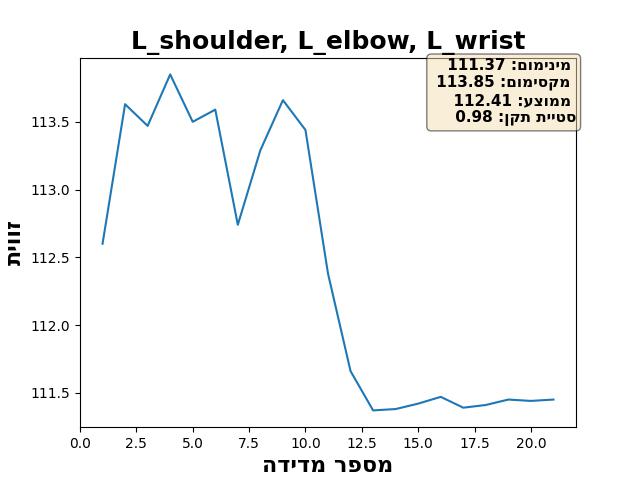 L_shoulder, L_elbow, L_wrist
מינימום: 111.37
מקסימום: 113.85
ממוצע: 112.41
סטיית תקן: 0.98
זווית
113.5
113.0
112.5
112.0
111.5
0.0 2.5 5.0 7.5 10.0 12.5 15.0 17.5 20.0
מספר מדידה